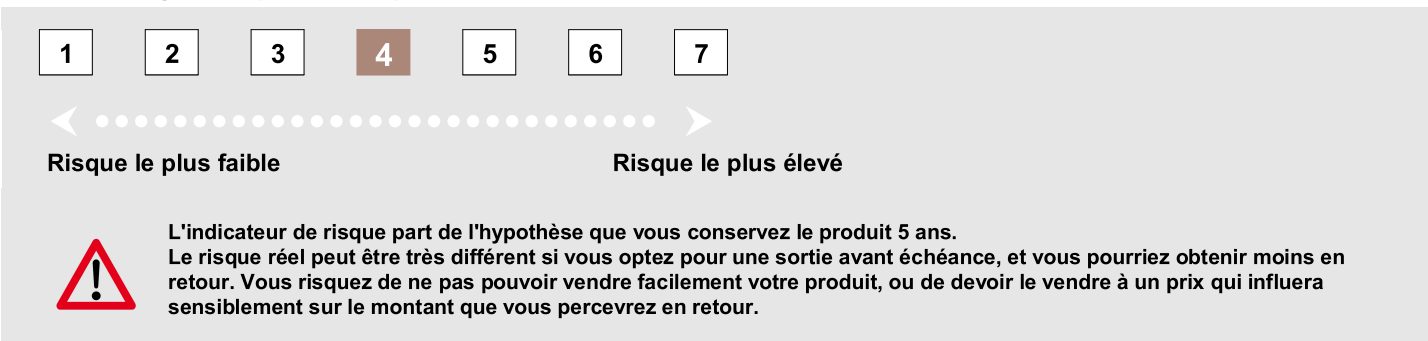 1 2 3 4 5 6 7
Risque le plus faible Risque le plus élevé
L'indicateur de risque part de l'hypothèse que vous conservez le produit 5 ans.
Le risque réel peut être très différent si vous optez pour une sortie avant échéance, et vous pourriez obtenir moins en
retour. Vous risquez de ne pas pouvoir vendre facilement votre produit, ou de devoir le vendre à un prix qui influera
sensiblement sur le montant que vous percevrez en retour.